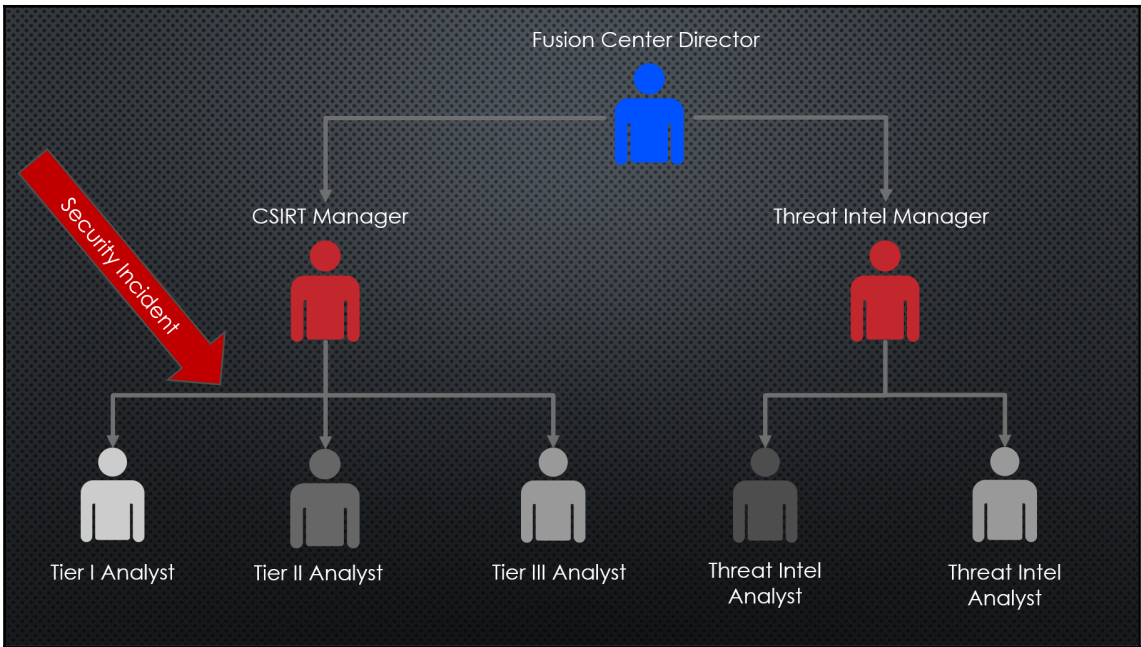 Fusion Center Director
CSIRT Manager
Threat Intel Manager
Security Incident
Tier I Analyst
Tier II Analyst
Tier III Analyst
Threat Intel
Analyst
Threat Intel
Analyst